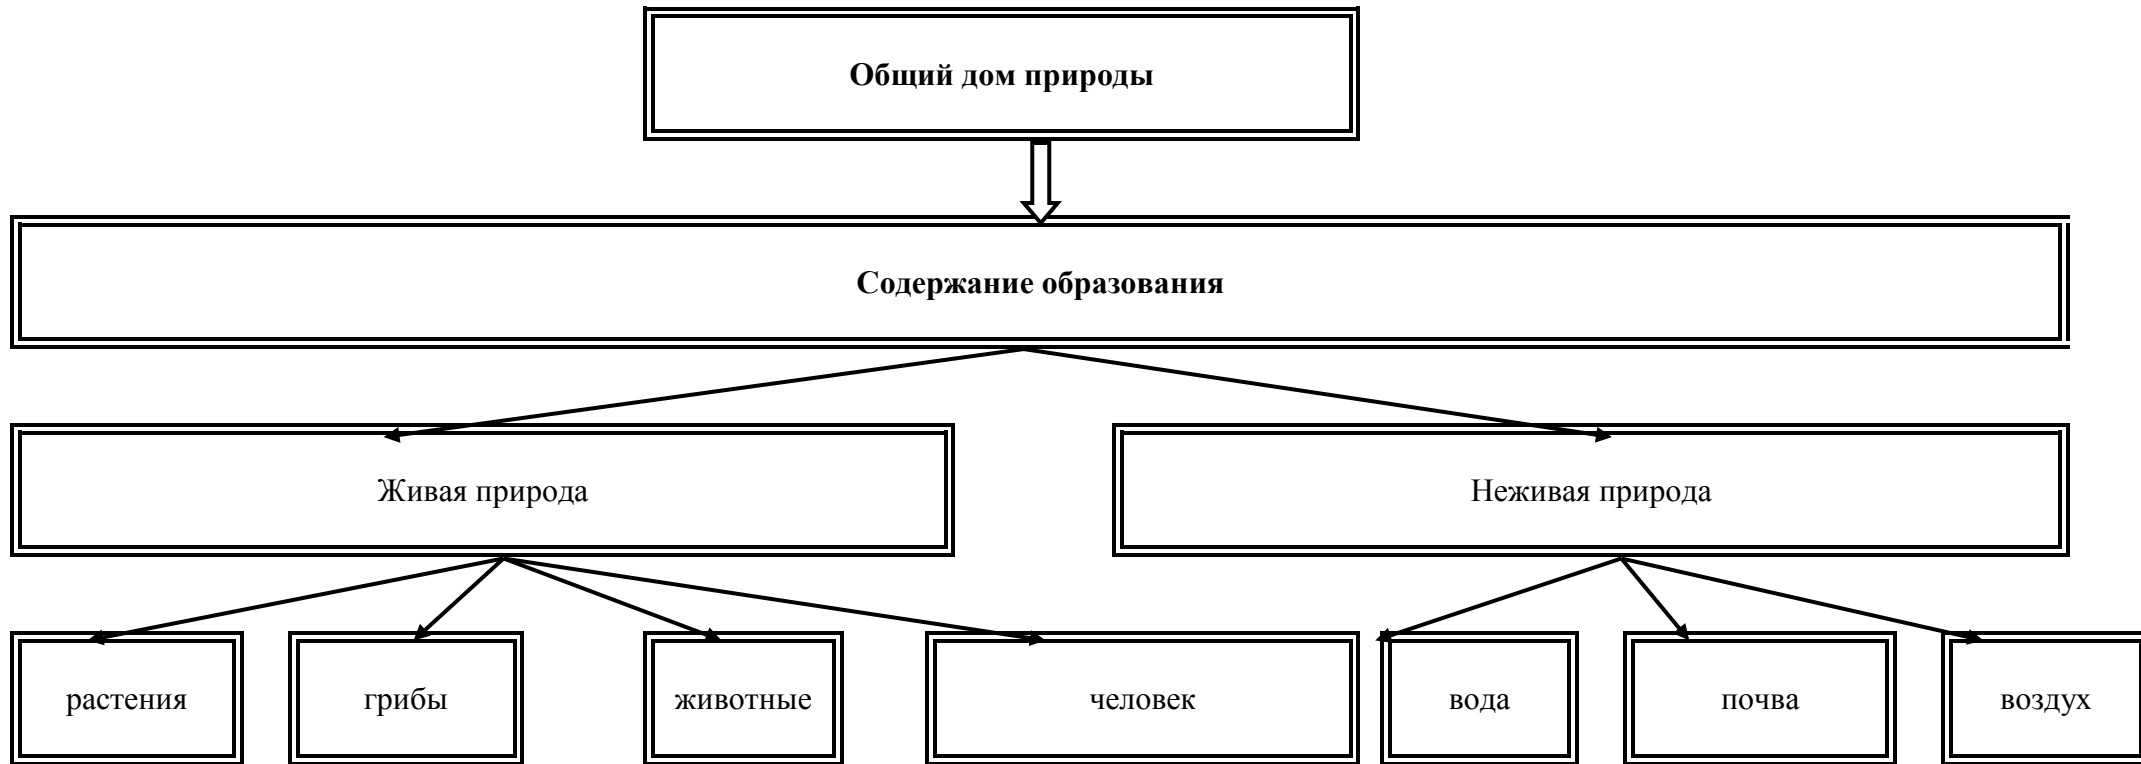 Общий дом природы
Содержание образования
Живая природа
Неживая природа
растения
грибы
животные
человек
вода
почва
воздух